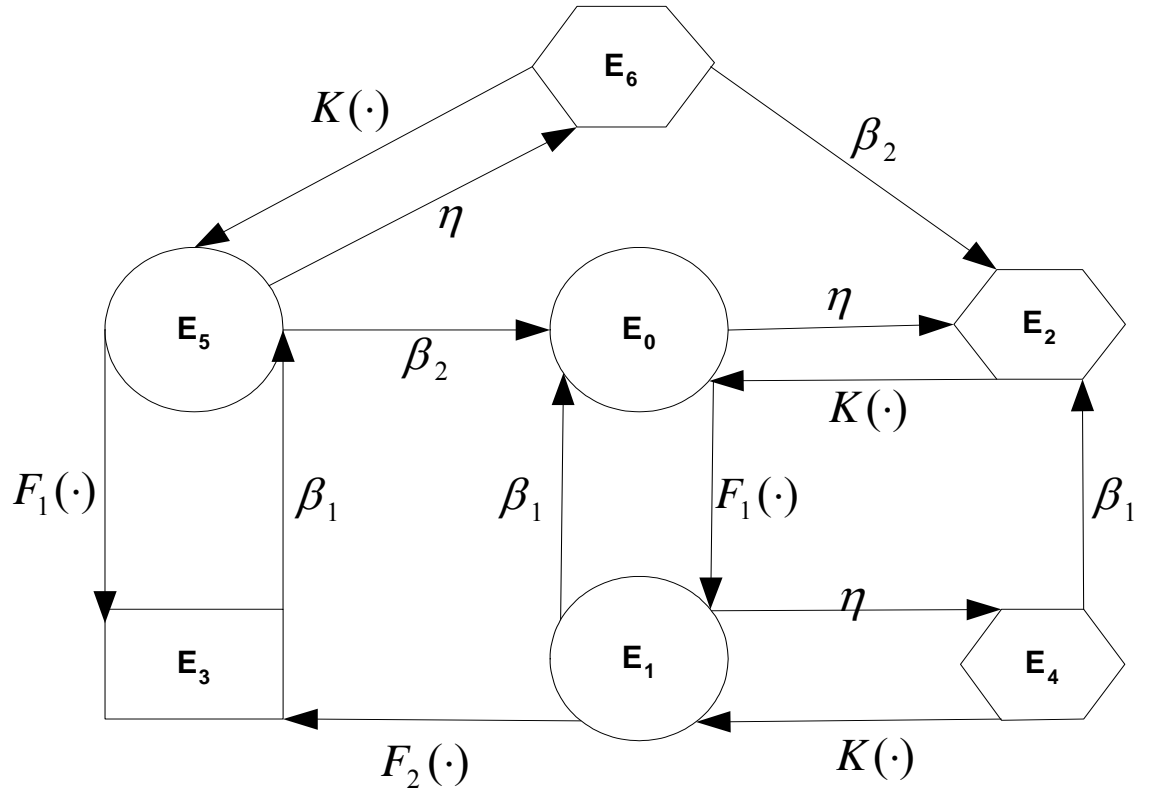 E₆
K(·)
β₂
η
E₅
β₂
E₀
η
E₂
K(·)
F₁(·)
β₁
β₁
F₁(·)
β₁
η
E₃
E₁
E₄
F₂(·)
K(·)